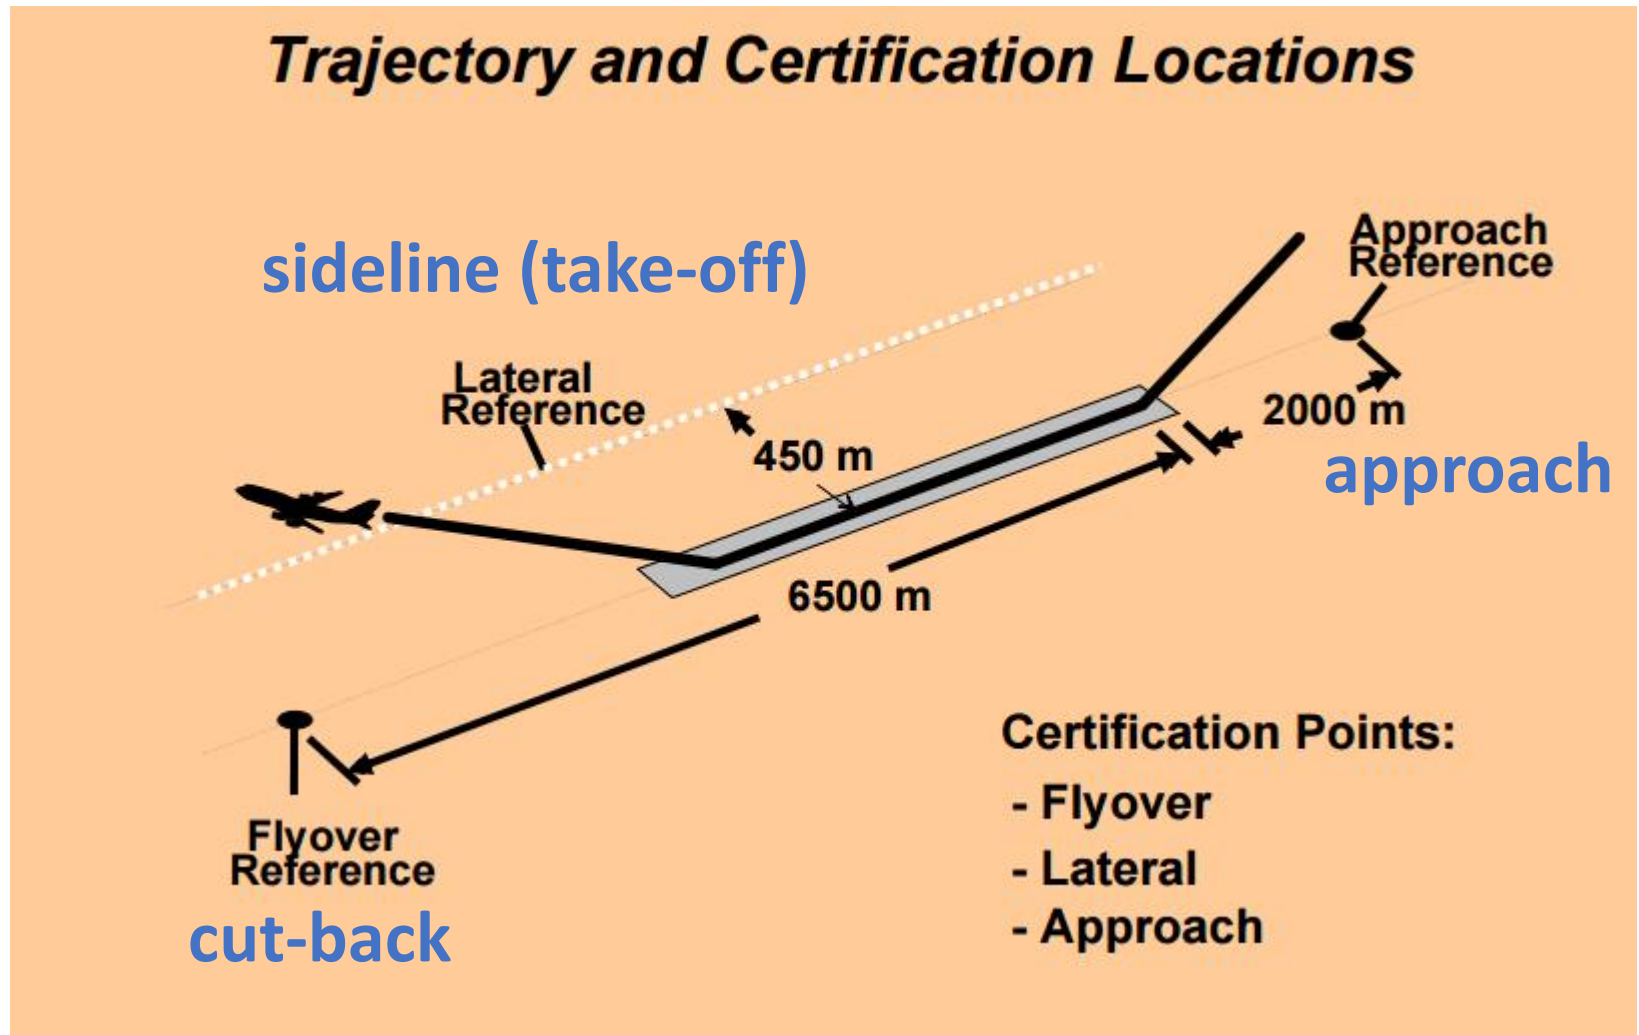 Trajectory and Certification Locations
sideline (take-off)
Approach
Reference
Lateral
Reference
450 m
2000 m
approach
6500 m
Flyover
Reference
cut-back
Certification Points:
- Flyover
- Lateral
- Approach